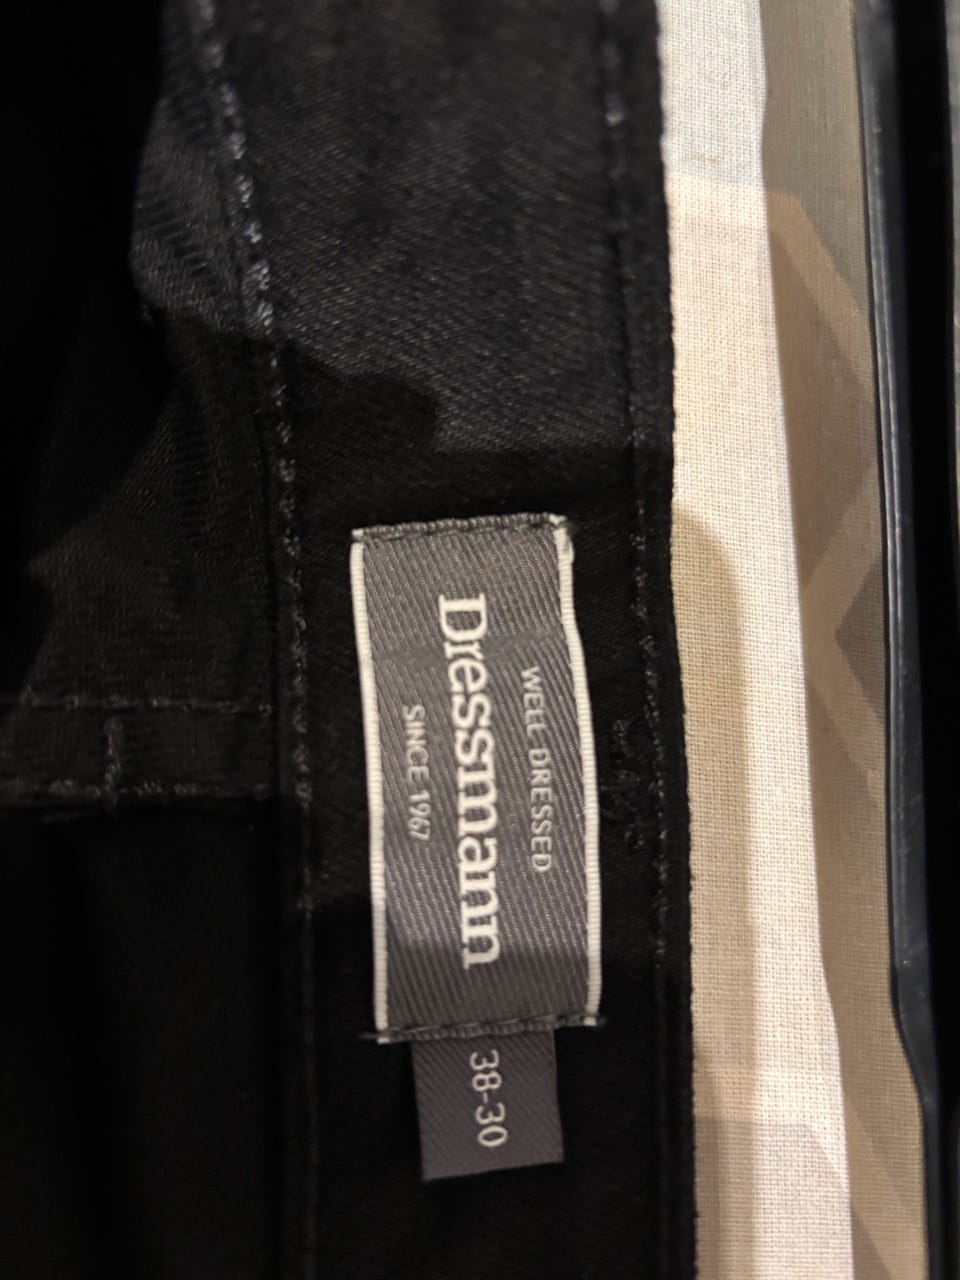 WELL DRESSED
Dressmann
SINCE 1967
38-30